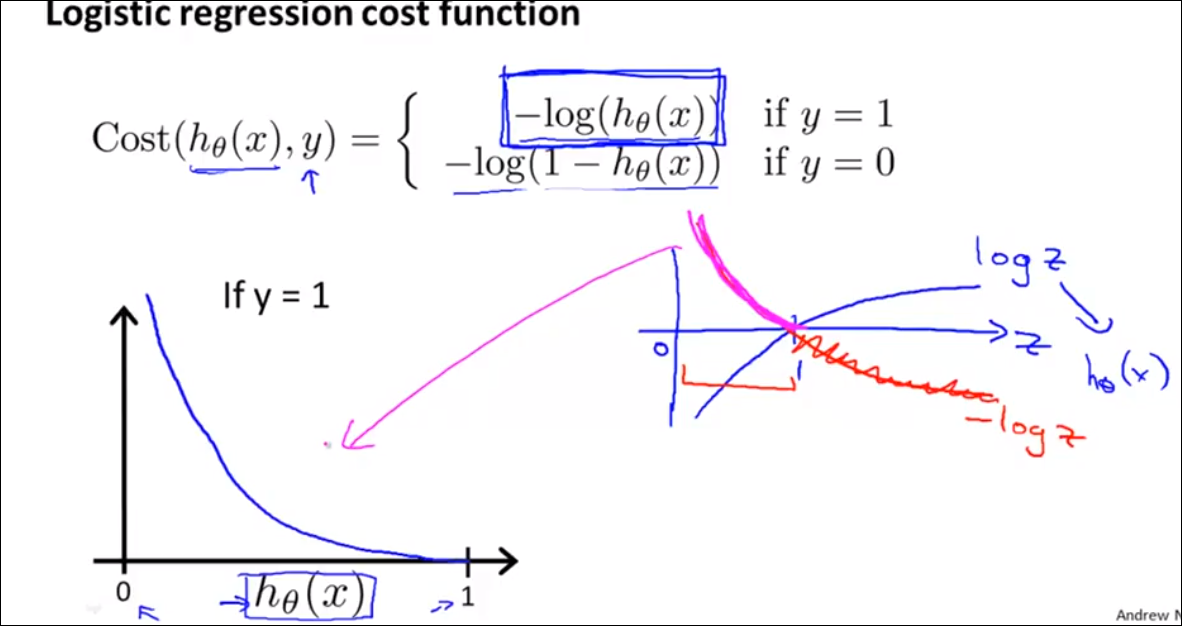 Logistic regression cost function
Cost(hθ(x), y) = { −log(hθ(x)) if y = 1
−log(1 − hθ(x)) if y = 0
log z
If y = 1
0
z
1
hθ(x)
−log z
0
hθ(x)
1
Andrew N